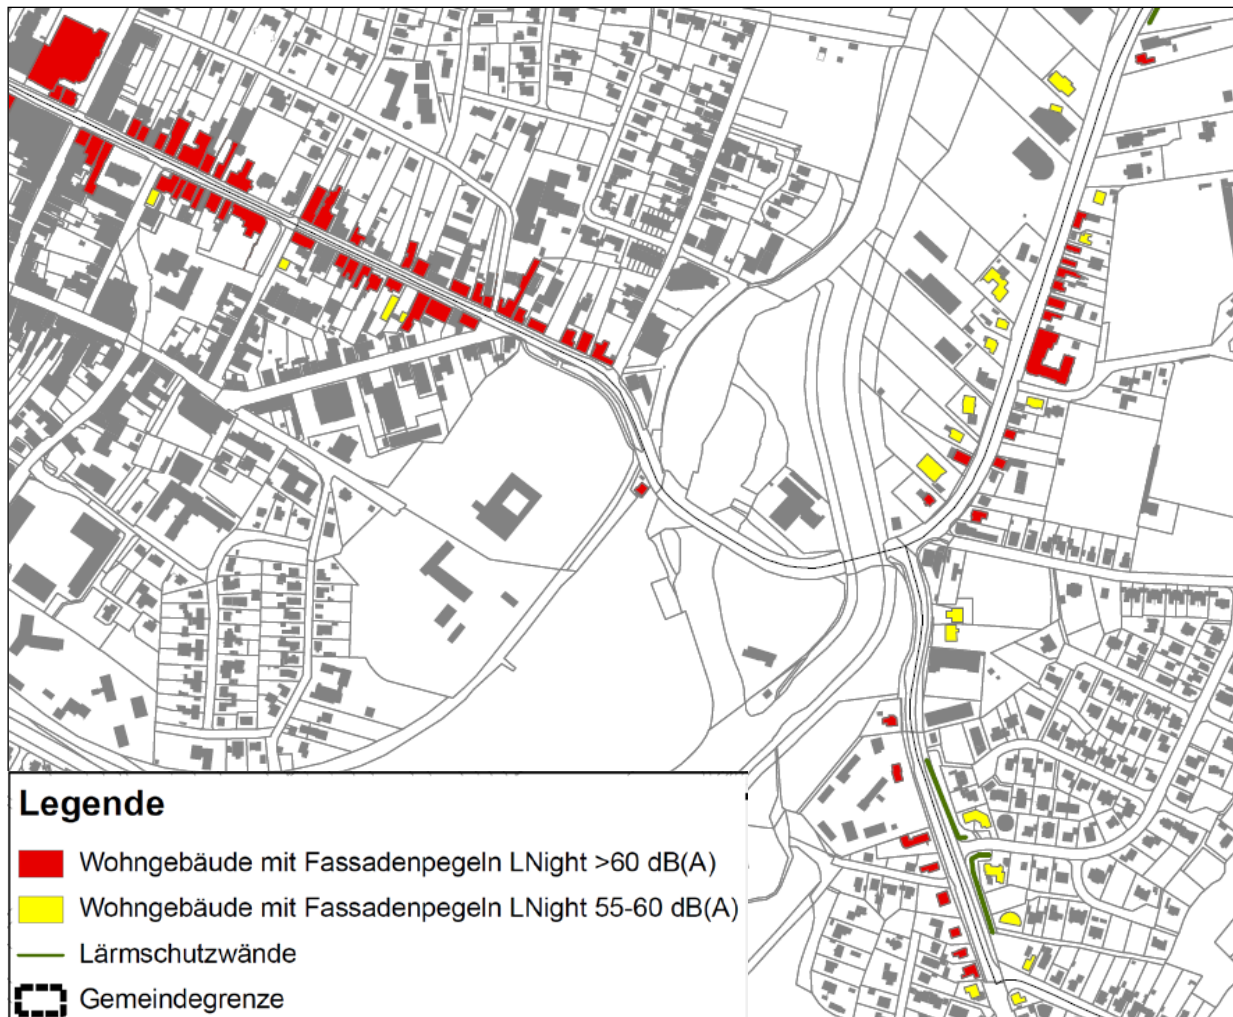 Legende
Wohngebäude mit Fassadenpegeln LNight >60 dB(A)
Wohngebäude mit Fassadenpegeln LNight 55-60 dB(A)
Lärmschutzwände
Gemeindegrenze